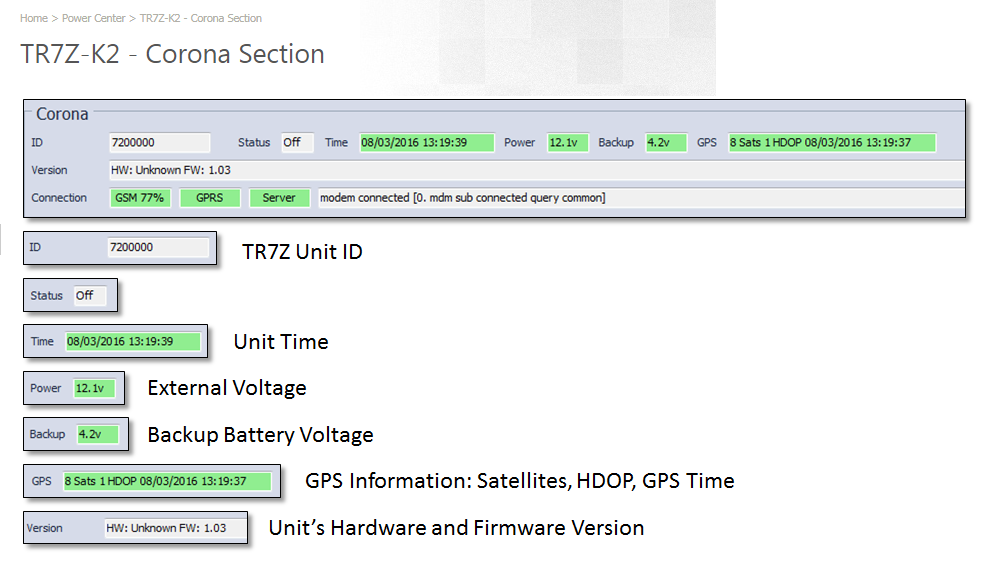 Home > Power Center > TR7Z-K2 - Corona Section
TR7Z-K2 - Corona Section
Corona
ID 7200000 Status Off Time 08/03/2016 13:19:39 Power 12.1v Backup 4.2v GPS 8 Sats 1 HDOP 08/03/2016 13:19:37
Version HW: Unknown FW: 1.03
Connection GSM 77% GPRS Server modem connected [0. mdm sub connected query common]
ID 7200000 TR7Z Unit ID
Status Off
Time 08/03/2016 13:19:39 Unit Time
Power 12.1v External Voltage
Backup 4.2v Backup Battery Voltage
GPS 8 Sats 1 HDOP 08/03/2016 13:19:37 GPS Information: Satellites, HDOP, GPS Time
Version HW: Unknown FW: 1.03 Unit's Hardware and Firmware Version